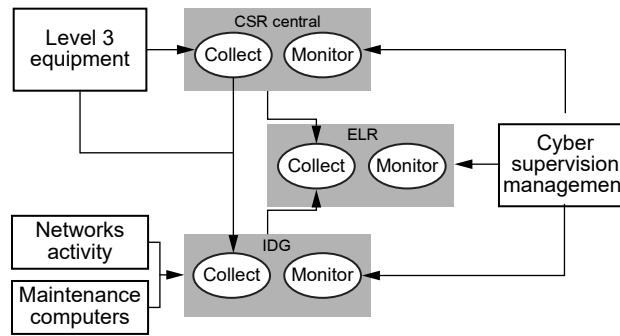 Level 3
equipment
CSR central
Collect
Monitor
ELR
Collect
Monitor
Cyber
supervision
management
Networks
activity
Maintenance
computers
IDG
Collect
Monitor